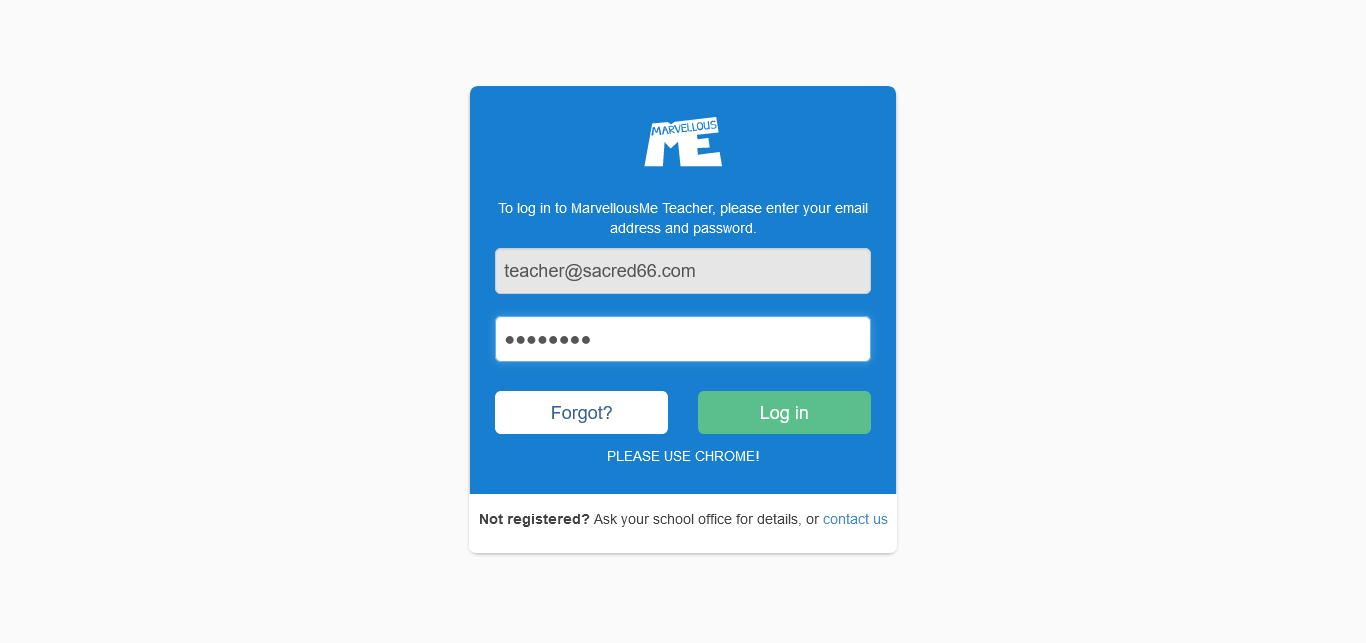 MARVELLOUS
ME
To log in to MarvellousMe Teacher, please enter your email
address and password.
teacher@sacred66.com
●●●●●●●●
Forgot?
Log in
PLEASE USE CHROME!
Not registered? Ask your school office for details, or contact us